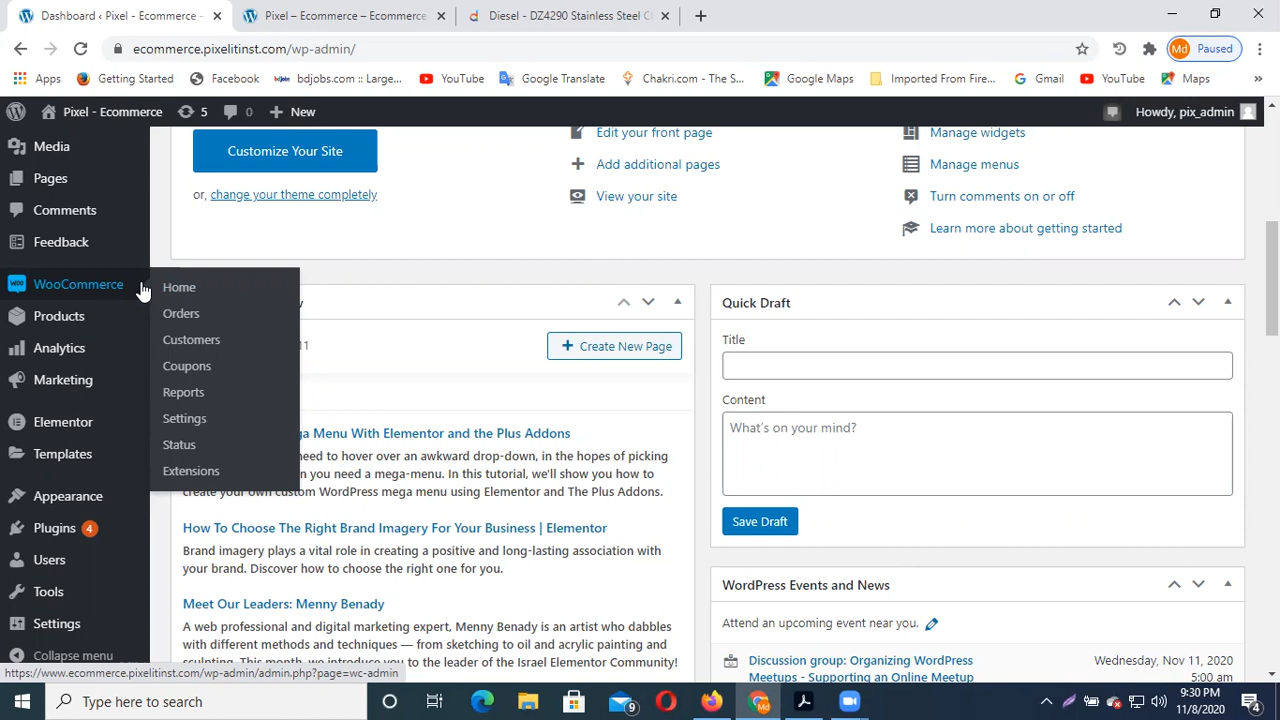 Dashboard ‹ Pixel - Ecommerce -
Pixel – Ecommerce – Ecommerce
Diesel - DZ4290 Stainless Steel C
ecommerce.pixelitinst.com/wp-admin/
Md Paused
Apps
Getting Started
Facebook
bdjobs.com :: Large...
YouTube
Google Translate
Chakri.com - The S...
Google Maps
Imported From Fire...
Gmail
YouTube
Maps
»
Pixel - Ecommerce
5
0
New
Howdy, pix_admin
Media
Pages
Comments
Feedback
WooCommerce
Products
Analytics
Marketing
Elementor
Templates
Appearance
Plugins 4
Users
Tools
Settings
Collapse menu
Home
Orders
Customers
Coupons
Reports
Settings
Status
Extensions
Customize Your Site
or, change your theme completely
Edit your front page
Add additional pages
View your site
Manage widgets
Manage menus
Turn comments on or off
Learn more about getting started
Create New Page
Menu With Elementor and the Plus Addons
to hover over an awkward drop-down, in the hopes of picking
you need a mega-menu. In this tutorial, we'll show you how to
create your own custom WordPress mega menu using Elementor and The Plus Addons.
How To Choose The Right Brand Imagery For Your Business | Elementor
Brand imagery plays a vital role in creating a positive and long-lasting association with
your brand. Discover how to choose the right one for you.
Meet Our Leaders: Menny Benady
A web professional and digital marketing expert, Menny Benady is an artist who dabbles
with different methods and techniques — from sketching to oil and acrylic painting and
sculpting. This month, we introduce you to the leader of the Israel Elementor Community!
Quick Draft
Title
Content
What's on your mind?
Save Draft
WordPress Events and News
Attend an upcoming event near you.
Discussion group: Organizing WordPress
Meetups - Supporting an Online Meetup
Wednesday, Nov 11, 2020
5:00 am
https://www.ecommerce.pixelitinst.com/wp-admin/admin.php?page=wc-admin
Type here to search
9
9:30 PM
11/8/2020
4